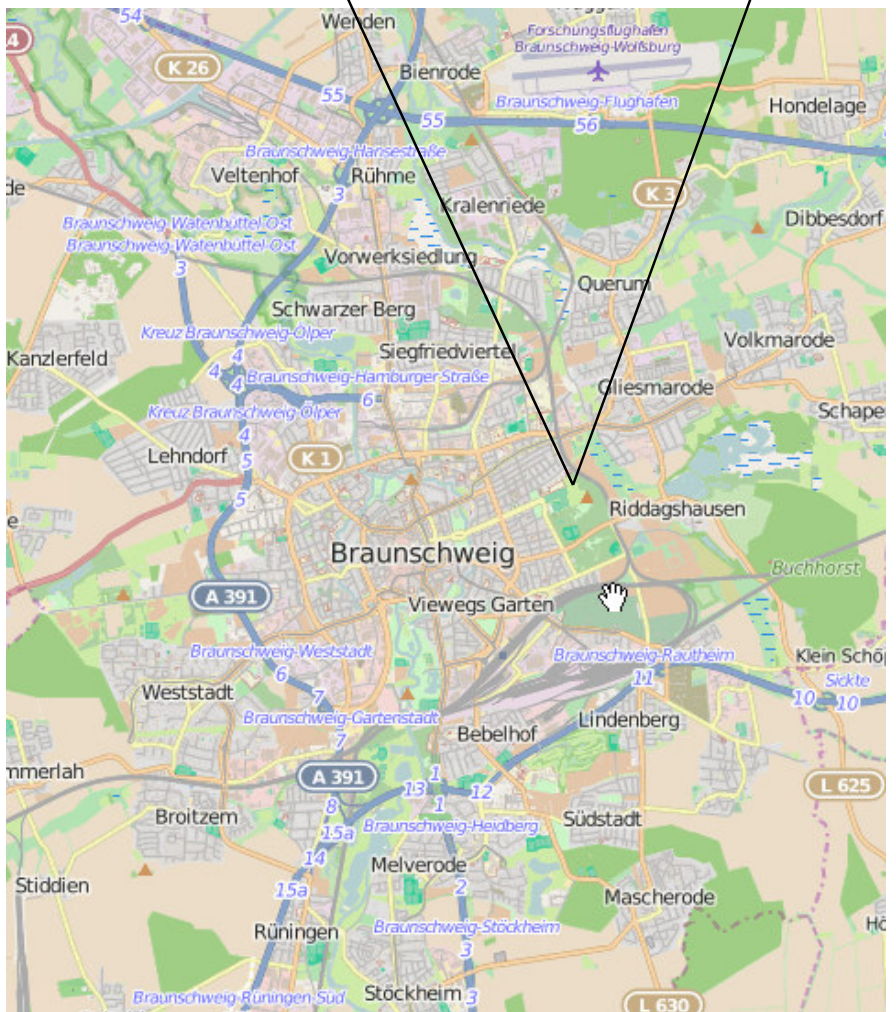 54
Wenden
Forschungsflughafen
Braunschweig-Wolfsburg
4
K 26
Bienrode
55
Braunschweig-Flughafen
Hondelage
55
56
Braunschweig-Hansestraße
Veltenhof
Rühme
3
de
Kralenriede
K 3
Braunschweig-Watenbüttel-Ost
Dibbesdorf
Braunschweig-Watenbüttel-Ost
3
Vorwerksiedlung
Querum
Schwarzer Berg
Kreuz Braunschweig-Ölper
Volkmarode
Kanzlerfeld
4
Siegfriedviertel
4
4
Braunschweig-Hamburger-Straße
Gliesmarode
6
Kreuz Braunschweig-Ölper
Schape
4
Lehndorf
K 1
5
5
Riddagshausen
e
Braunschweig
Buchhorst
A 391
Viewegs Garten
Braunschweig-Weststadt
Braunschweig-Rautheim
Klein Schöp
6
11
Sickte
Weststadt
7
10
10
Braunschweig-Gartenstadt
Lindenberg
7
Bebelhof
mmerlah
A 391
1
13
12
L 625
8
1
Broitzem
15a
Braunschweig-Heidberg
Südstadt
14
Melverode
Stiddien
15a
2
Mascherode
Rüningen
Braunschweig-Stöckheim
Hö
3
Braunschweig-Rüningen-Süd
Stöckheim
3
L 630